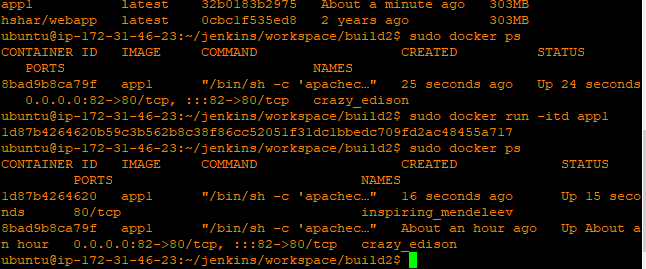 app1                latest     32b0183b2975   About a minute ago   303MB
hshar/webapp        latest     0cbc1f535ed8   2 years ago          303MB
ubuntu@ip-172-31-46-23:~/jenkins/workspace/build2$ sudo docker ps
CONTAINER ID   IMAGE     COMMAND                  CREATED          STATUS
    PORTS                               NAMES
8bad9b8ca79f   app1      "/bin/sh -c 'apachec…"   25 seconds ago   Up 24 seconds
    0.0.0.0:82->80/tcp, :::82->80/tcp   crazy_edison
ubuntu@ip-172-31-46-23:~/jenkins/workspace/build2$ sudo docker run -itd app1
1d87b4264620b59c3b562b8c38f86cc52051f31dc1bbedc709fd2ac48455a717
ubuntu@ip-172-31-46-23:~/jenkins/workspace/build2$ sudo docker ps
CONTAINER ID   IMAGE     COMMAND                  CREATED             STATUS
         PORTS                               NAMES
1d87b4264620   app1      "/bin/sh -c 'apachec…"   16 seconds ago      Up 15 seco
nds      80/tcp                              inspiring_mendeleev
8bad9b8ca79f   app1      "/bin/sh -c 'apachec…"   About an hour ago   Up About a
n hour   0.0.0.0:82->80/tcp, :::82->80/tcp   crazy_edison
ubuntu@ip-172-31-46-23:~/jenkins/workspace/build2$